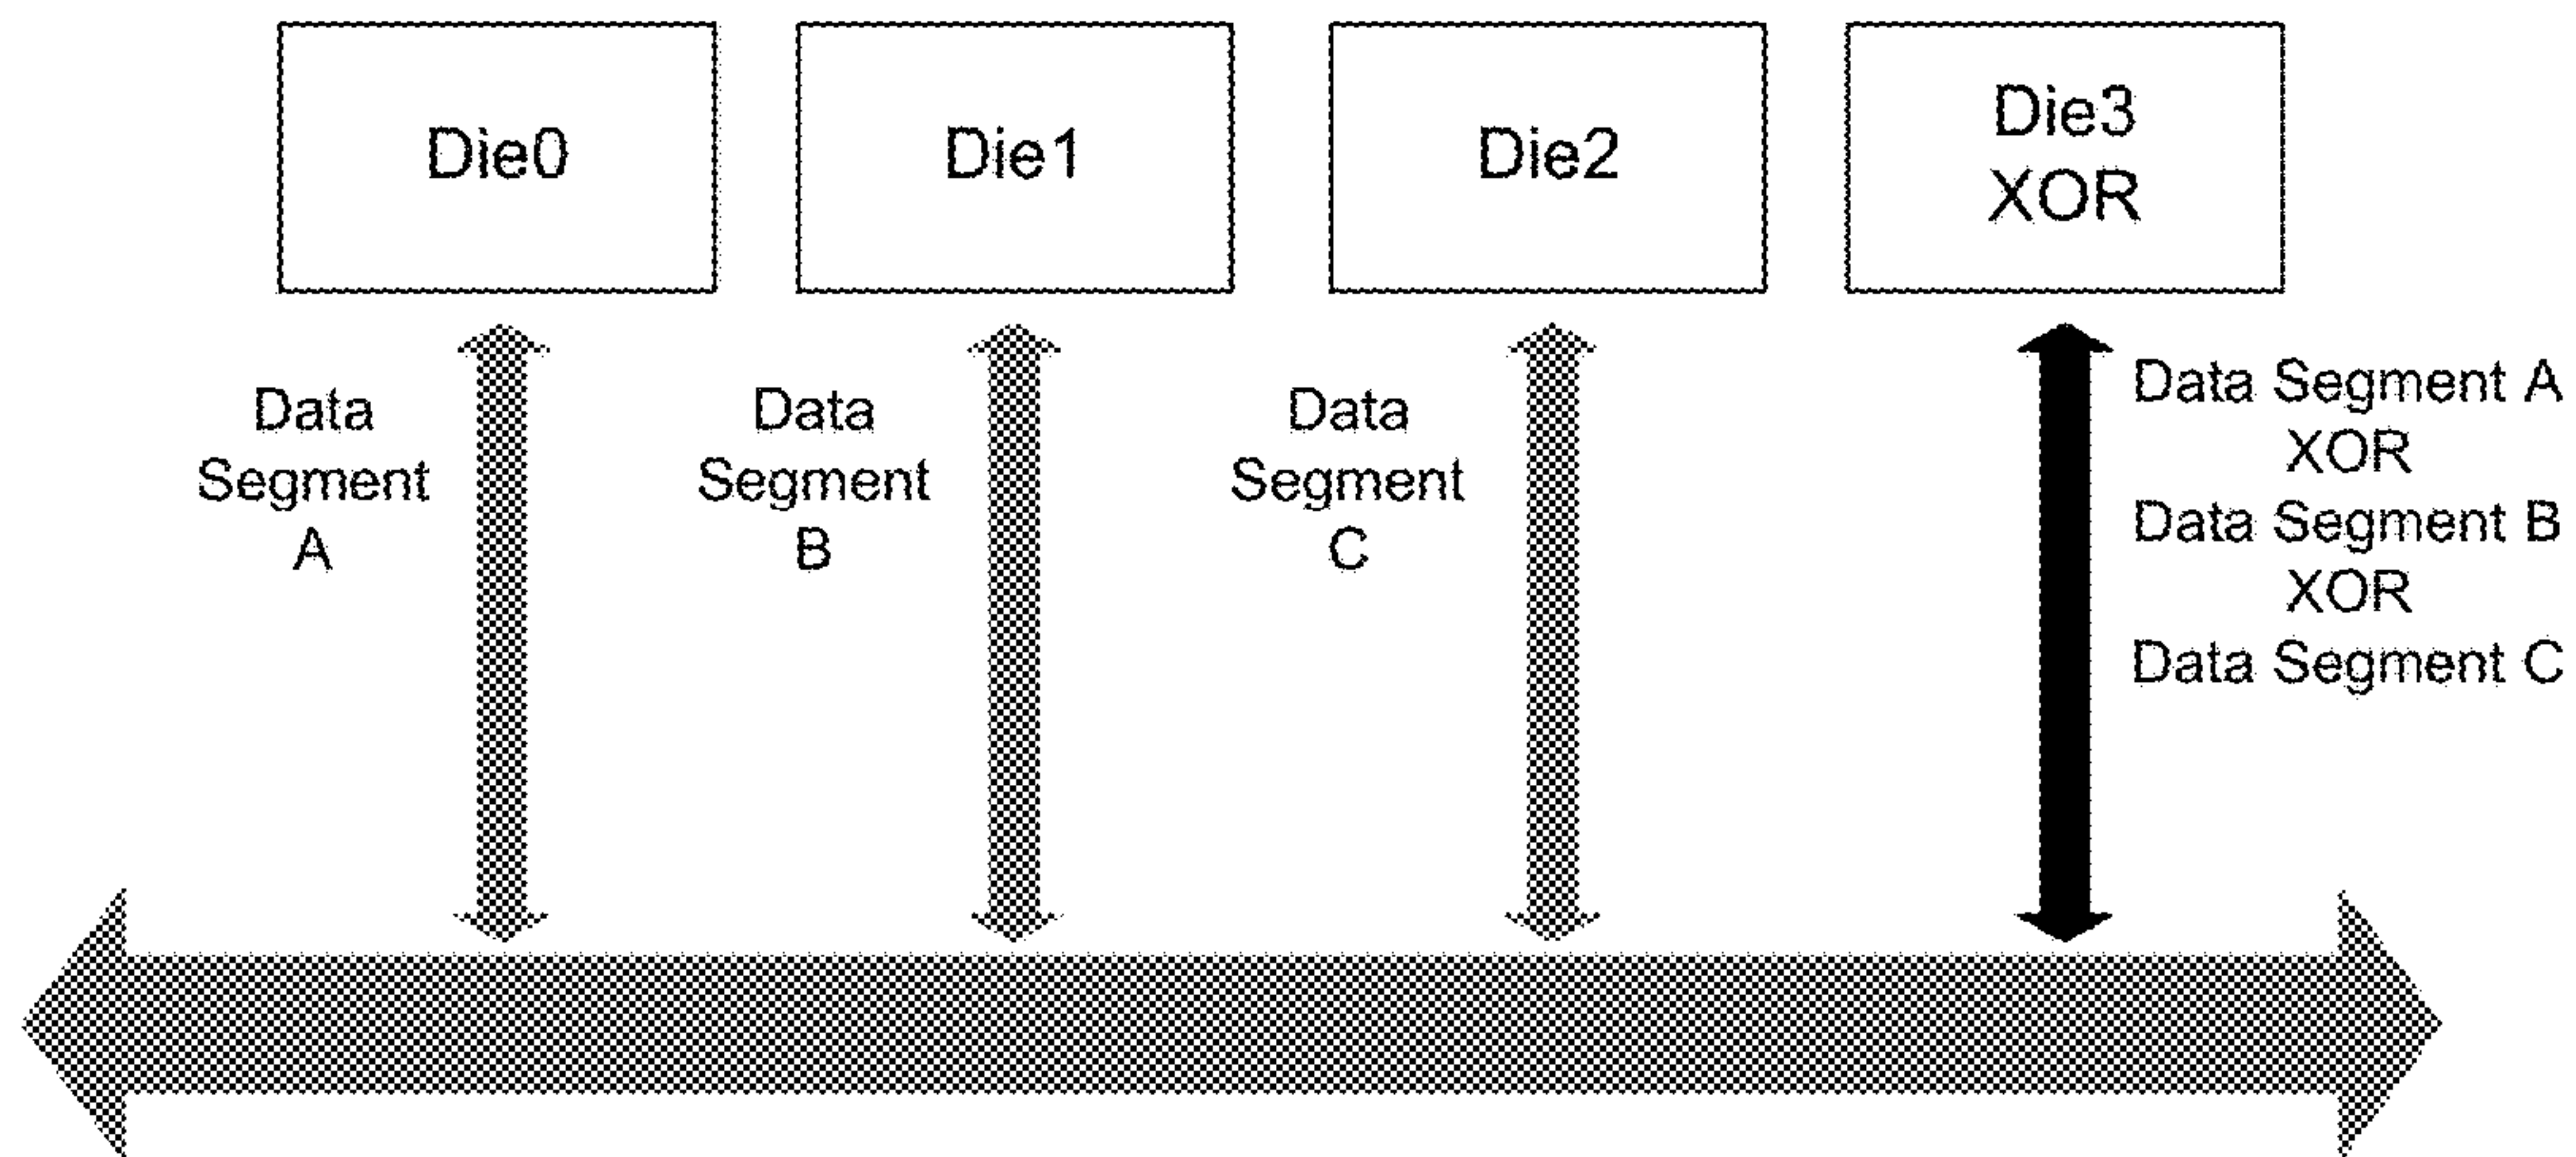 Die0
Die1
Die2
Die3
XOR
Data
Segment
A
Data
Segment
B
Data
Segment
C
Data Segment A
XOR
Data Segment B
XOR
Data Segment C